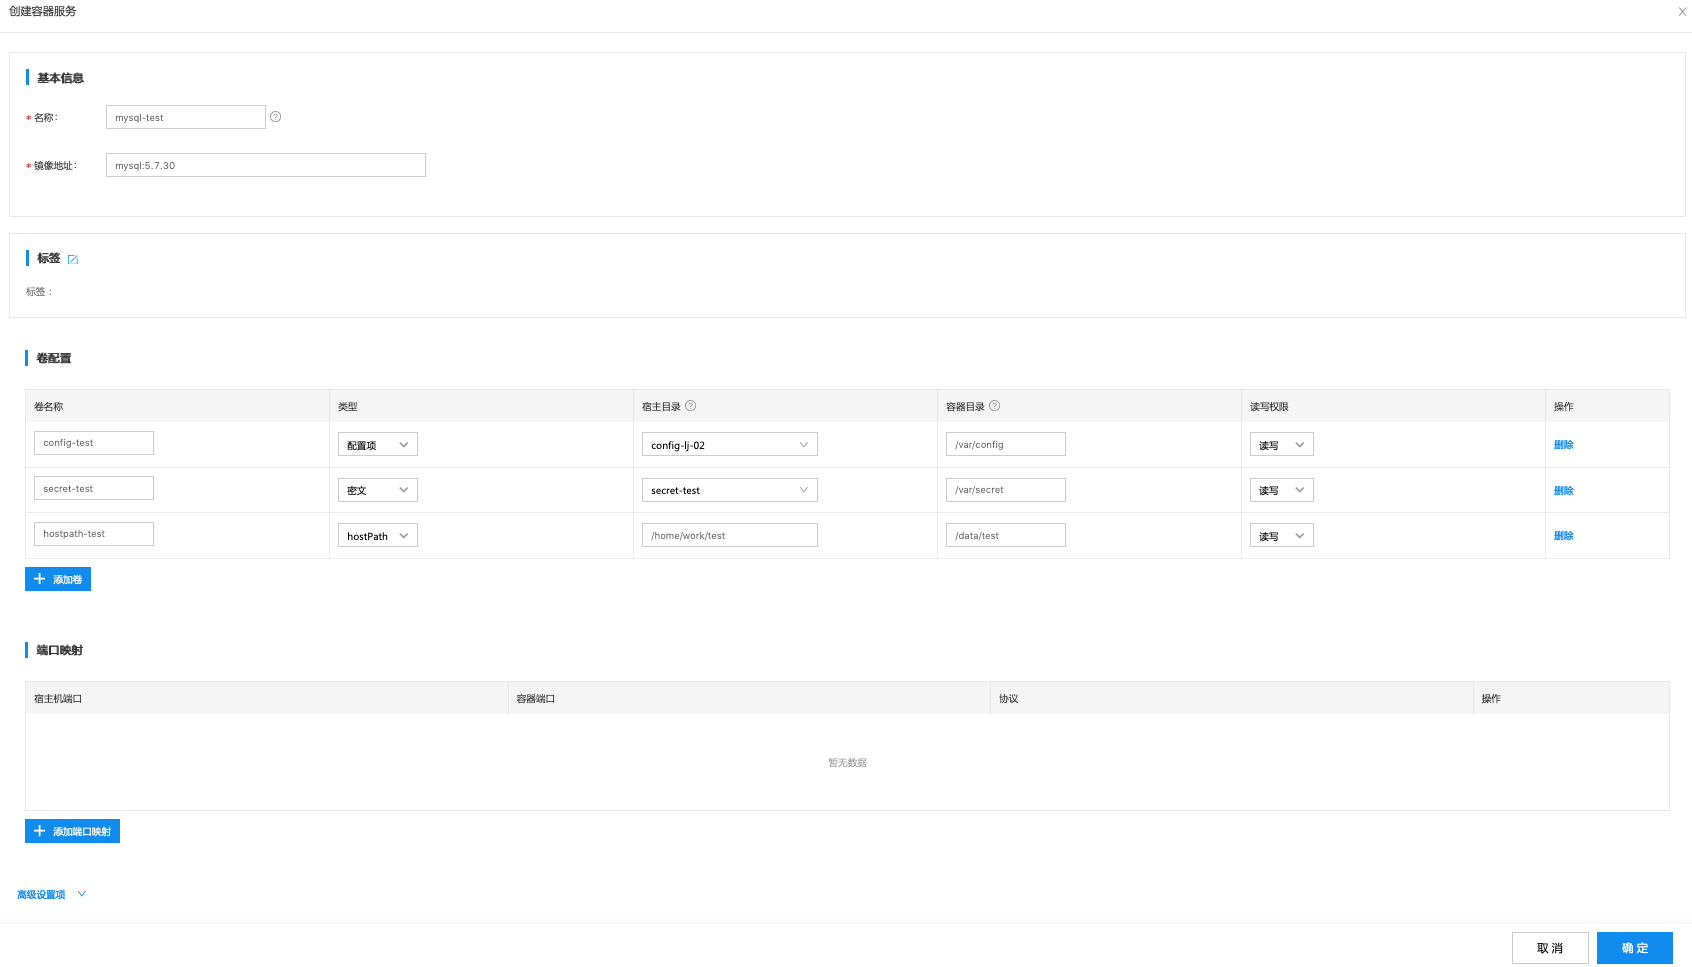 创建容器服务
基本信息
* 名称: mysql-test
* 镜像地址: mysql:5.7.30
标签
标签：
卷配置
卷名称 类型 宿主目录 容器目录 读写权限 操作
config-test 配置项 config-lj-02 /var/config 读写 删除
secret-test 密文 secret-test /var/secret 读写 删除
hostpath-test hostPath /home/work/test /data/test 读写 删除
+ 添加卷
端口映射
宿主机端口 容器端口 协议 操作
暂无数据
+ 添加端口映射
高级设置项
取 消 确 定